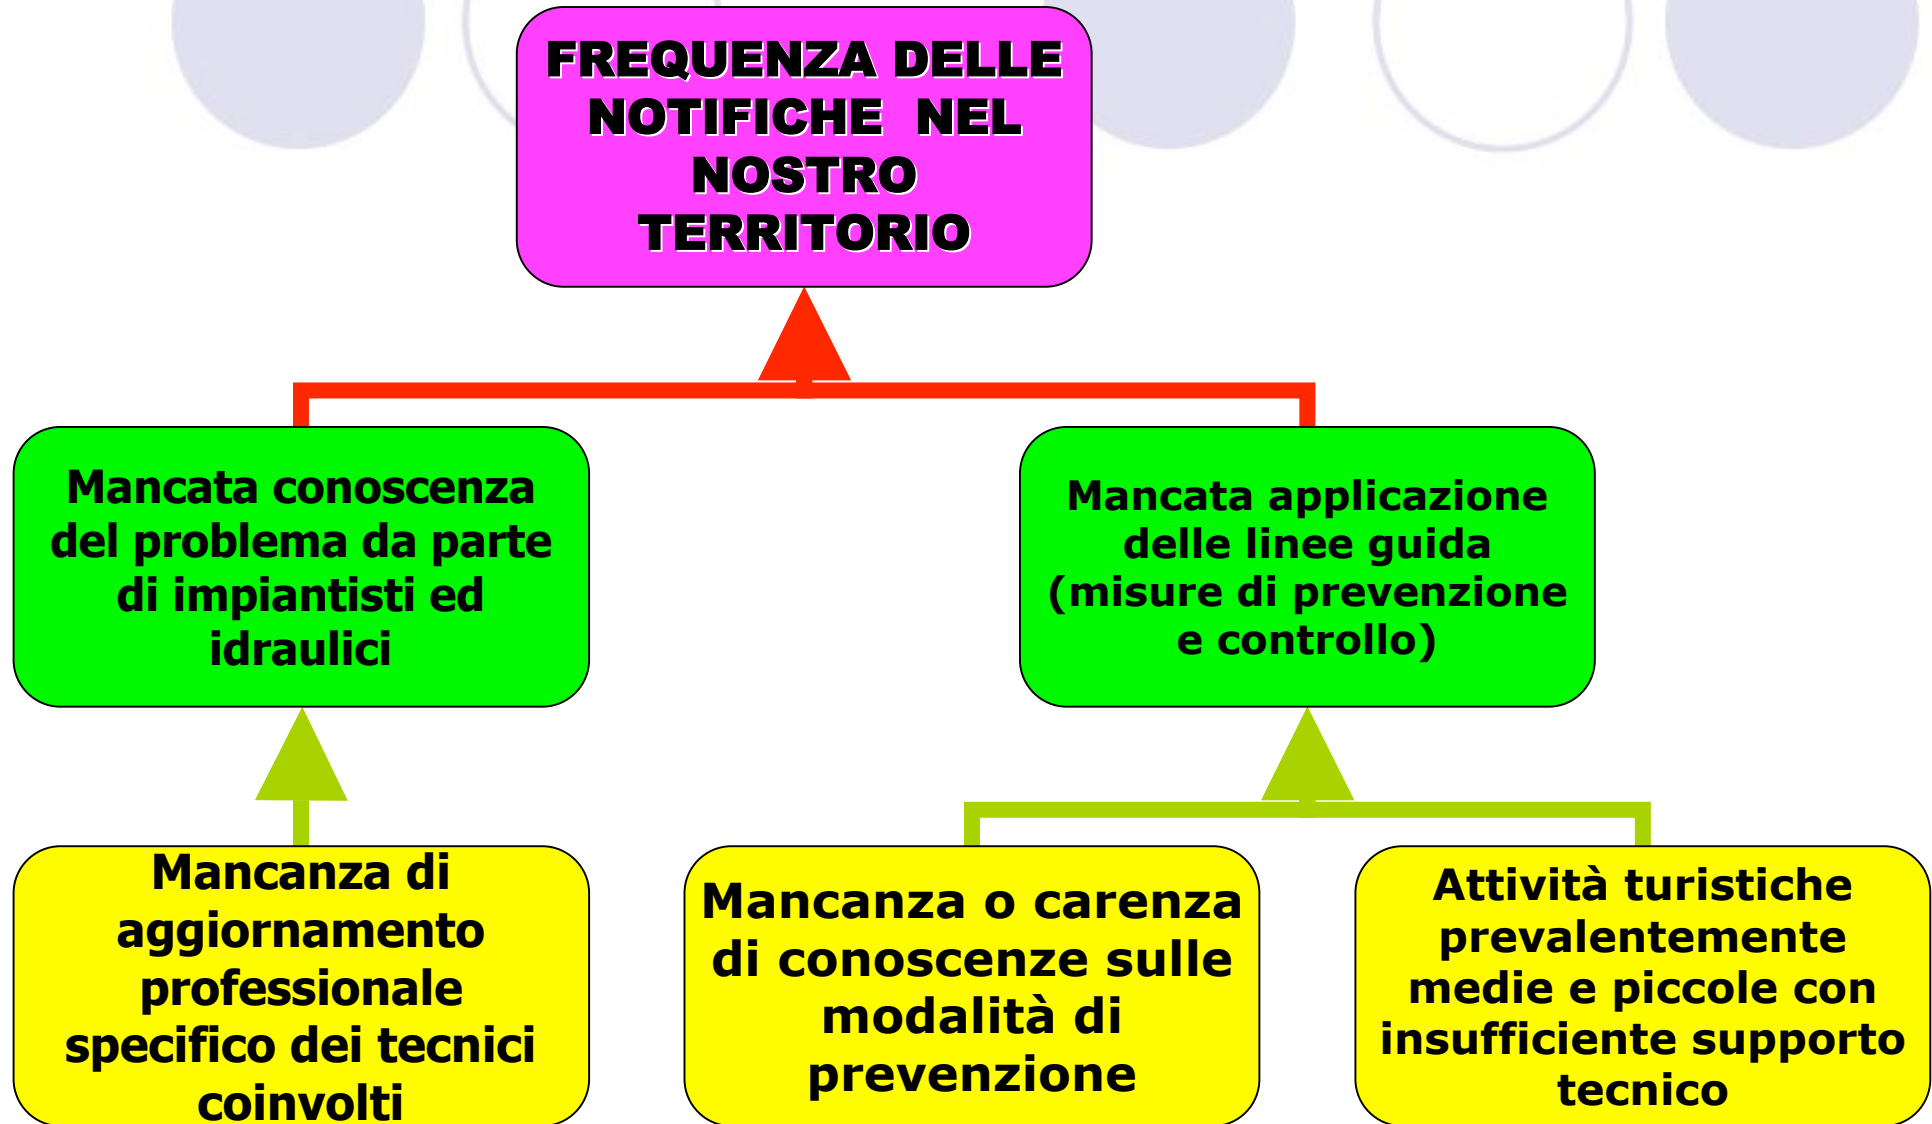 FREQUENZA DELLE
NOTIFICHE NEL
NOSTRO
TERRITORIO
Mancata conoscenza
del problema da parte
di impiantisti ed
idraulici
Mancata applicazione
delle linee guida
(misure di prevenzione
e controllo)
Mancanza di
aggiornamento
professionale
specifico dei tecnici
coinvolti
Mancanza o carenza
di conoscenze sulle
modalità di
prevenzione
Attività turistiche
prevalentemente
medie e piccole con
insufficiente supporto
tecnico